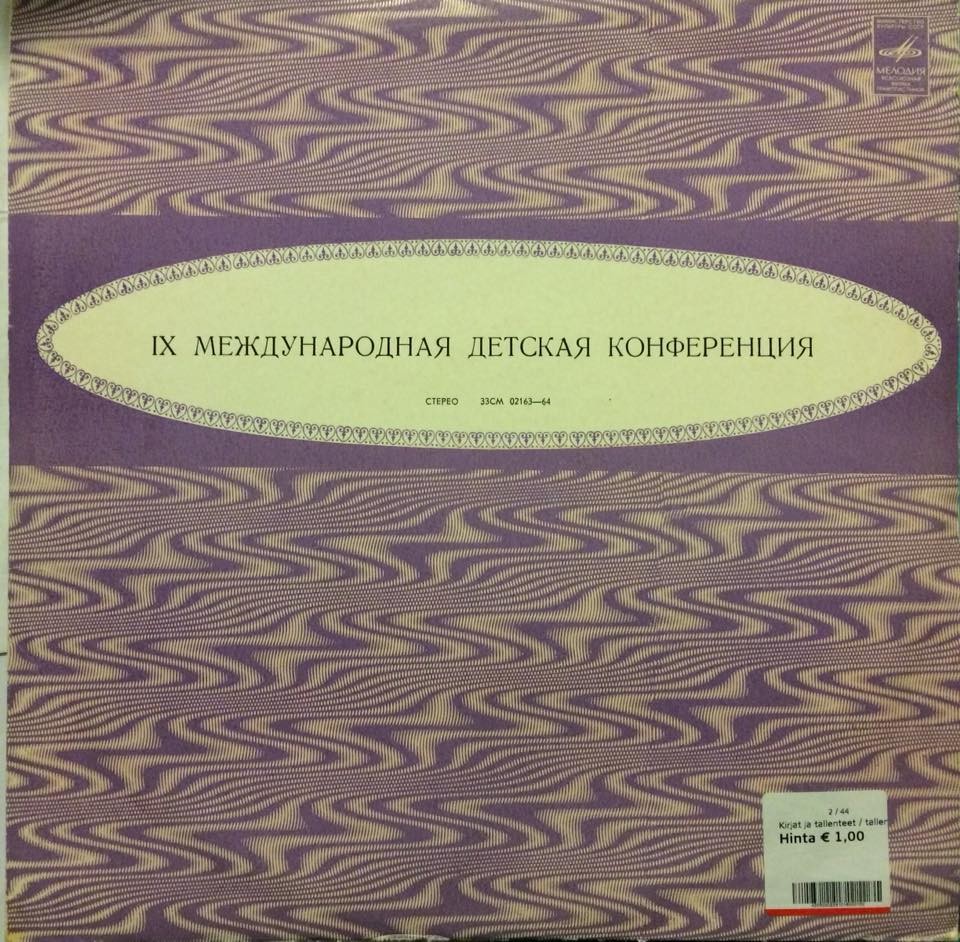 МЕЛОДИЯ
IX МЕЖДУНАРОДНАЯ ДЕТСКАЯ КОНФЕРЕНЦИЯ
СТЕРЕО 33СМ 02163—64
2 / 44
Kirjat ja tallenteet / taller
Hinta € 1,00